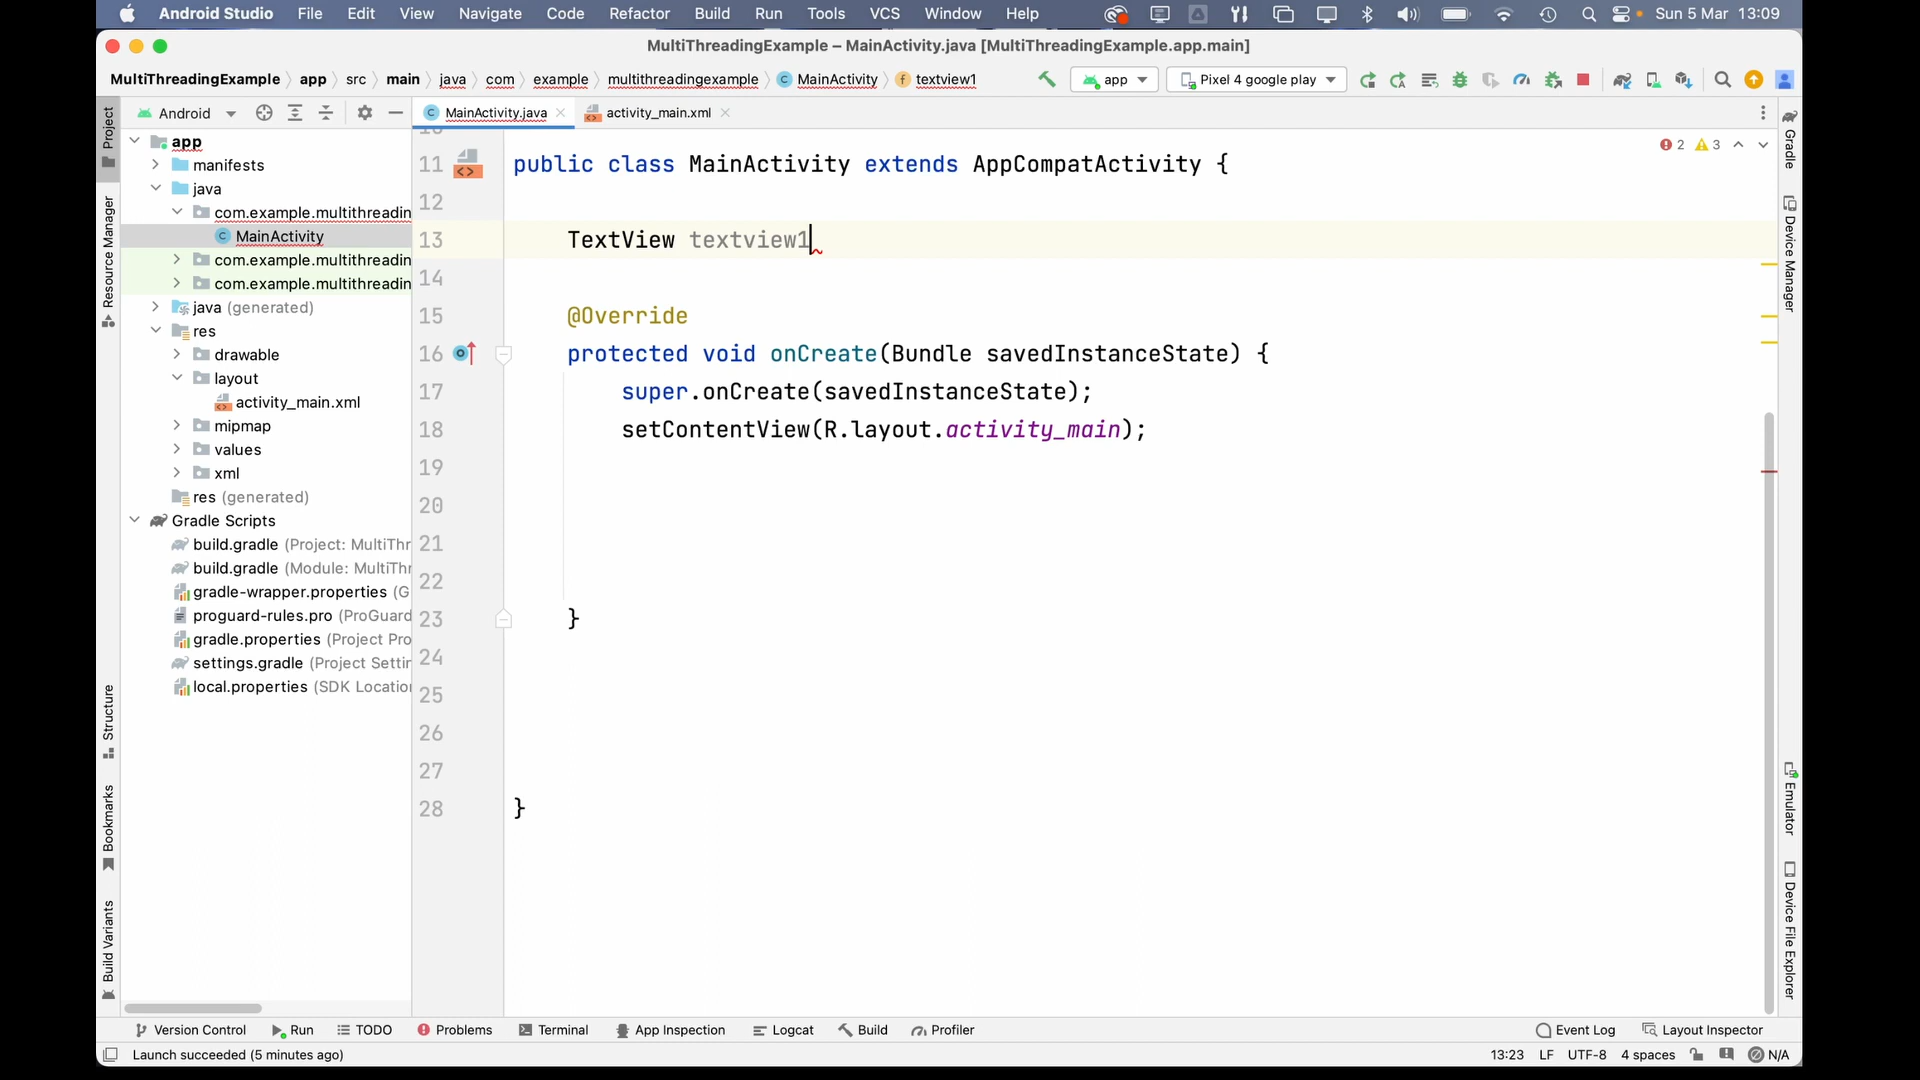 Android Studio File Edit View Navigate Code Refactor Build Run Tools VCS Window Help Sun 5 Mar 13:09
MultiThreadingExample – MainActivity.java [MultiThreadingExample.app.main]
MultiThreadingExample app src main java com example multithreadingexample MainActivity textview1 app Pixel 4 google play
Android
MainActivity.java
activity_main.xml
Project
Resource Manager
Structure
Bookmarks
Build Variants
app
manifests
java
com.example.multithreadin
MainActivity
com.example.multithreadin
com.example.multithreadin
java (generated)
res
drawable
layout
activity_main.xml
mipmap
values
xml
res (generated)
Gradle Scripts
build.gradle (Project: MultiThr
build.gradle (Module: MultiTh
gradle-wrapper.properties (G
proguard-rules.pro (ProGuard
gradle.properties (Project Pro
settings.gradle (Project Settin
local.properties (SDK Location
2 3
11 public class MainActivity extends AppCompatActivity {
12
13 TextView textview1
14
15 @Override
16 protected void onCreate(Bundle savedInstanceState) {
17 super.onCreate(savedInstanceState);
18 setContentView(R.layout.activity_main);
19
20
21
22
23 }
24
25
26
27
28 }
Gradle
Device Manager
Emulator
Device File Explorer
Version Control Run TODO Problems Terminal App Inspection Logcat Build Profiler Event Log Layout Inspector
Launch succeeded (5 minutes ago) 13:23 LF UTF-8 4 spaces N/A